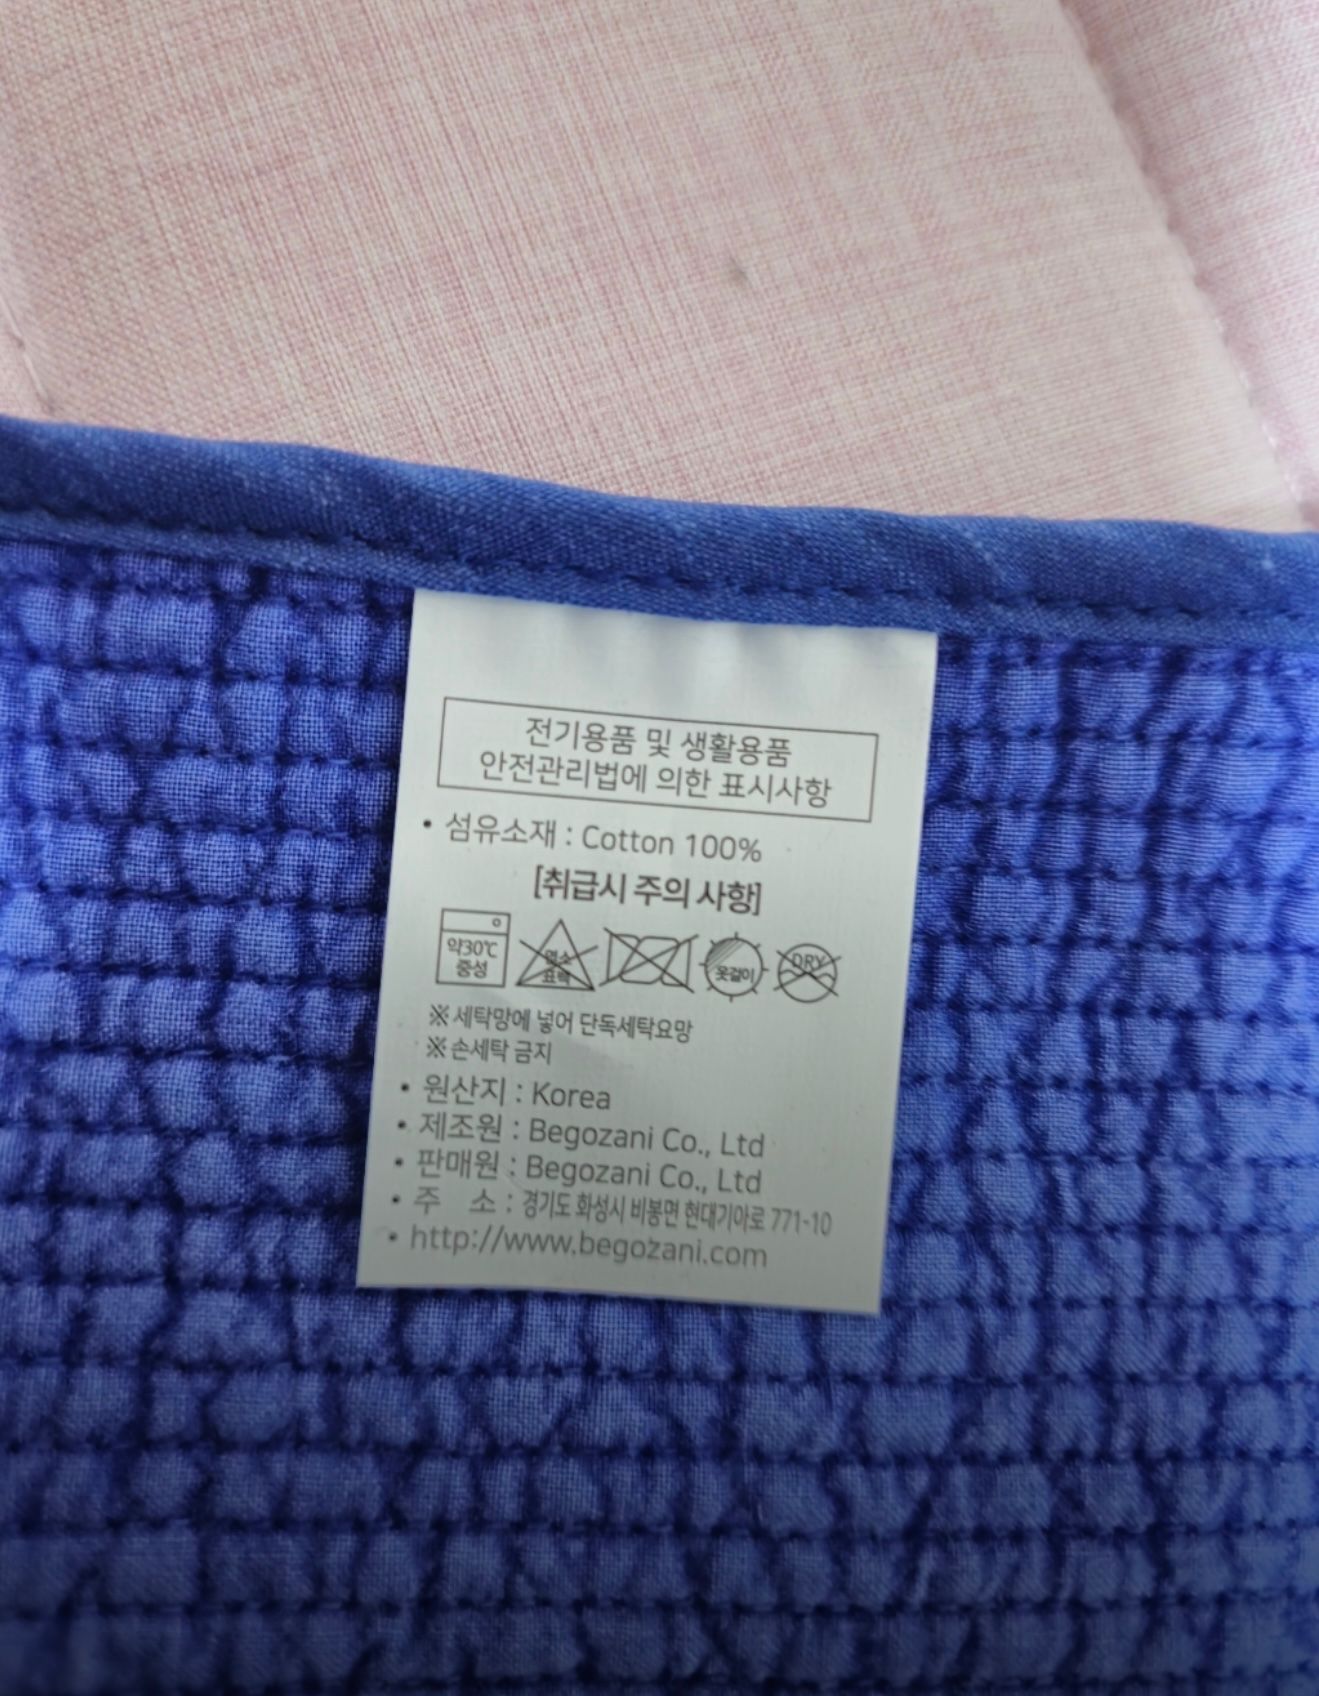 전기용품 및 생활용품
안전관리법에 의한 표시사항
• 섬유소재 : Cotton 100%
[취급시 주의 사항]
약30℃ 중성 염소 표백 옷걸이 DRY
※ 세탁망에 넣어 단독세탁요망
※ 손세탁 금지
• 원산지 : Korea
• 제조원 : Begozani Co., Ltd
• 판매원 : Begozani Co., Ltd
• 주 소 : 경기도 화성시 비봉면 현대기아로 771-10
• http://www.begozani.com